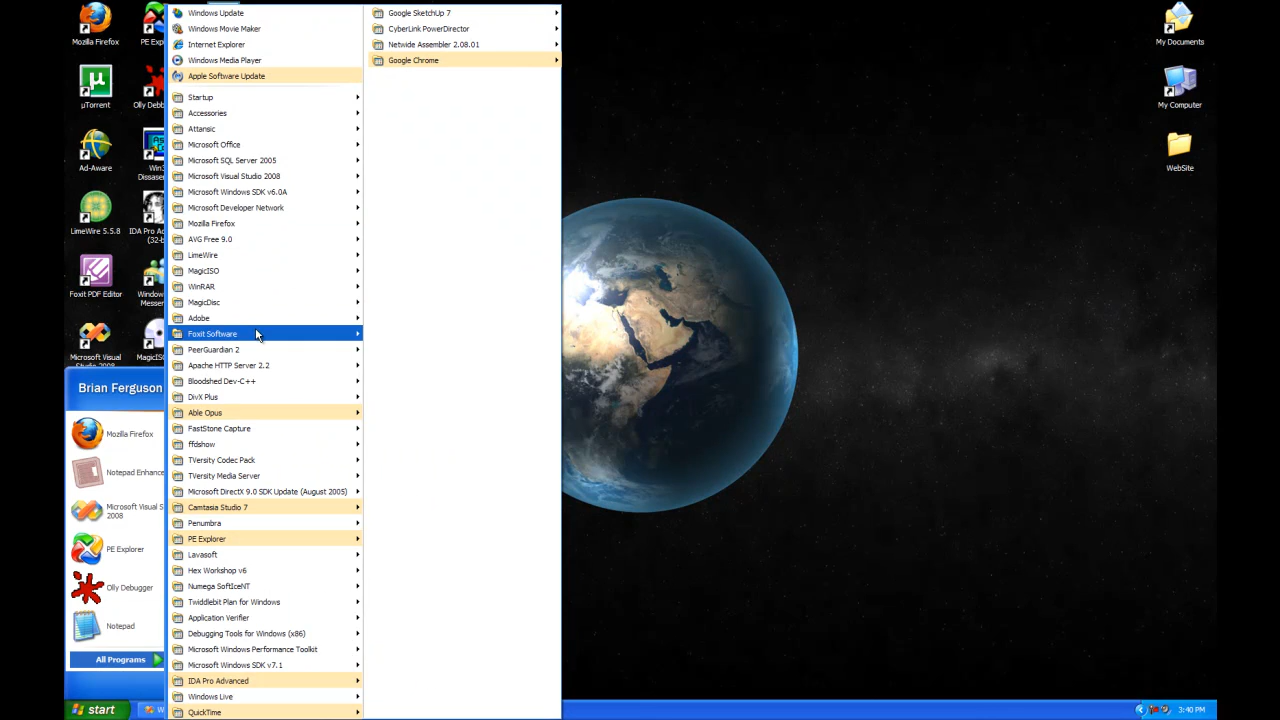 Mozilla Firefox
PE Exp
µTorrent
Olly Debb
Ad-Aware
Win3
Disassem
LimeWire 5.5.8
IDA Pro Ad
(32-b
Foxit PDF Editor
Window
Messen
Microsoft Visual
Studio 2008
MagicIS
Brian Ferguson
Mozilla Firefox
Notepad Enhance
Microsoft Visual S
2008
PE Explorer
Olly Debugger
Notepad
All Programs
start
W
Windows Update
Windows Movie Maker
Internet Explorer
Windows Media Player
Apple Software Update
Startup
Accessories
Attansic
Microsoft Office
Microsoft SQL Server 2005
Microsoft Visual Studio 2008
Microsoft Windows SDK v6.0A
Microsoft Developer Network
Mozilla Firefox
AVG Free 9.0
LimeWire
MagicISO
WinRAR
MagicDisc
Adobe
Foxit Software
PeerGuardian 2
Apache HTTP Server 2.2
Bloodshed Dev-C++
DivX Plus
Able Opus
FastStone Capture
ffdshow
TVersity Codec Pack
TVersity Media Server
Microsoft DirectX 9.0 SDK Update (August 2005)
Camtasia Studio 7
Penumbra
PE Explorer
Lavasoft
Hex Workshop v6
Numega SoftIceNT
Twiddlebit Plan for Windows
Application Verifier
Debugging Tools for Windows (x86)
Microsoft Windows Performance Toolkit
Microsoft Windows SDK v7.1
IDA Pro Advanced
Windows Live
QuickTime
Google SketchUp 7
CyberLink PowerDirector
Netwide Assembler 2.08.01
Google Chrome
My Documents
My Computer
WebSite
3:40 PM